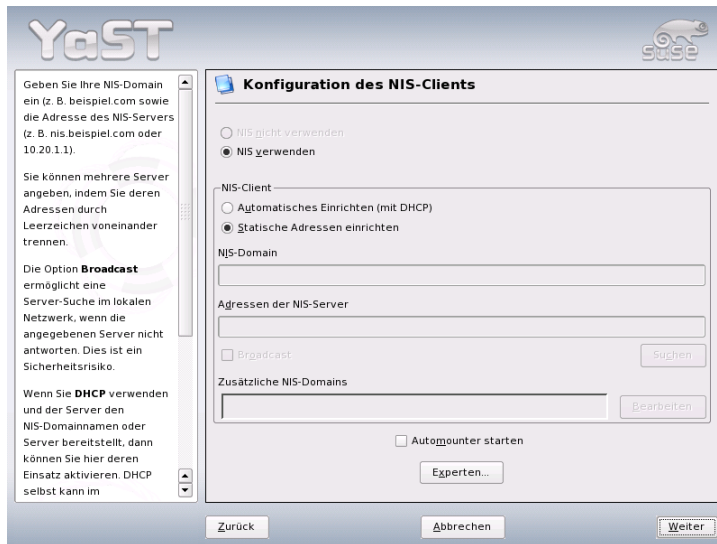 YaST
SUSE
Geben Sie Ihre NIS-Domain
ein (z. B. beispiel.com sowie
die Adresse des NIS-Servers
(z. B. nis.beispiel.com oder
10.20.1.1).
Sie können mehrere Server
angeben, indem Sie deren
Adressen durch
Leerzeichen voneinander
trennen.
Die Option Broadcast
ermöglicht eine
Server-Suche im lokalen
Netzwerk, wenn die
angegebenen Server nicht
antworten. Dies ist ein
Sicherheitsrisiko.
Wenn Sie DHCP verwenden
und der Server den
NIS-Domainnamen oder
Server bereitstellt, dann
können Sie hier deren
Einsatz aktivieren. DHCP
selbst kann im
Konfiguration des NIS-Clients
NIS nicht verwenden
NIS verwenden
NIS-Client
Automatisches Einrichten (mit DHCP)
Statische Adressen einrichten
NIS-Domain
Adressen der NIS-Server
Broadcast
Suchen
Zusätzliche NIS-Domains
Bearbeiten
Automounter starten
Experten...
Zurück
Abbrechen
Weiter